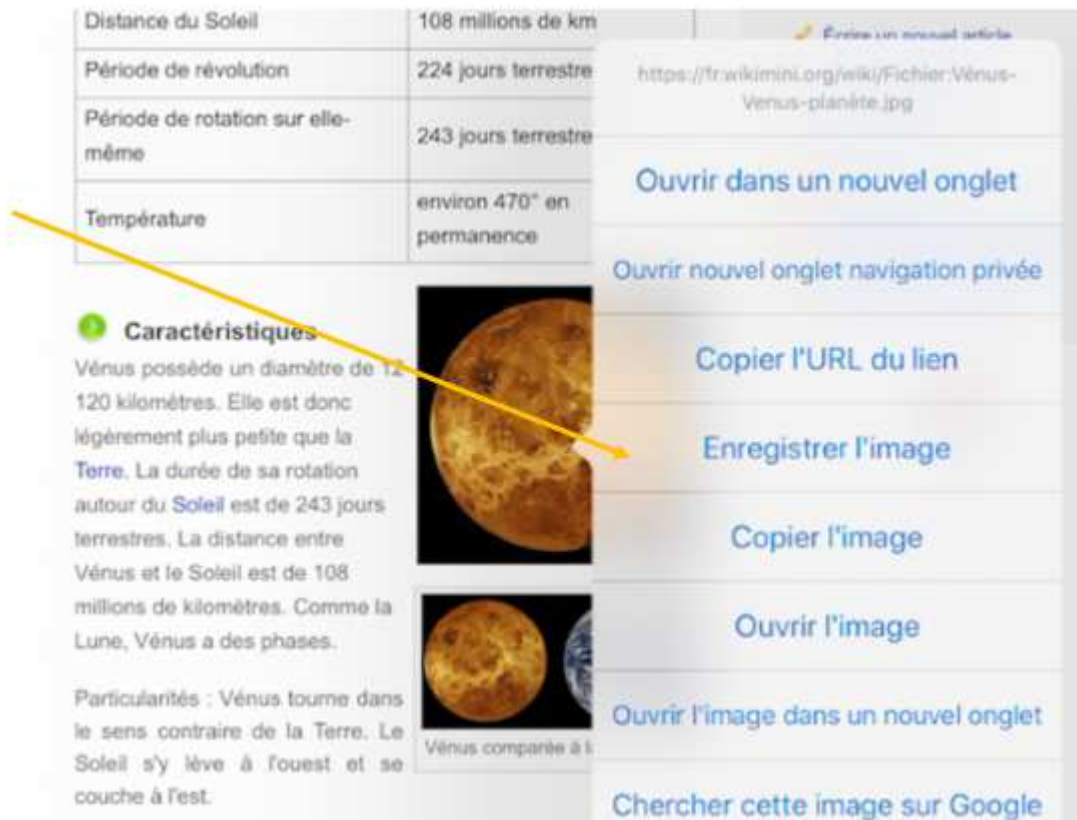 Distance du Soleil
108 millions de km
Période de révolution
224 jours terrestre
Période de rotation sur elle-
même
243 jours terrestre
Température
environ 470° en
permanence
Caractéristiques
Vénus possède un diamètre de 12
120 kilomètres. Elle est donc
légèrement plus petite que la
Terre. La durée de sa rotation
autour du Soleil est de 243 jours
terrestres. La distance entre
Vénus et le Soleil est de 108
millions de kilomètres. Comme la
Lune, Vénus a des phases.
Particularités : Vénus tourne dans
le sens contraire de la Terre. Le
Soleil s'y lève à l'ouest et se
couche à l'est.
Vénus comparée à l
Écrire un nouvel article
https://fr.wikimini.org/wiki/Fichier:Vénus-
Venus-planète.jpg
Ouvrir dans un nouvel onglet
Ouvrir nouvel onglet navigation privée
Copier l'URL du lien
Enregistrer l'image
Copier l'image
Ouvrir l'image
Ouvrir l'image dans un nouvel onglet
Chercher cette image sur Google